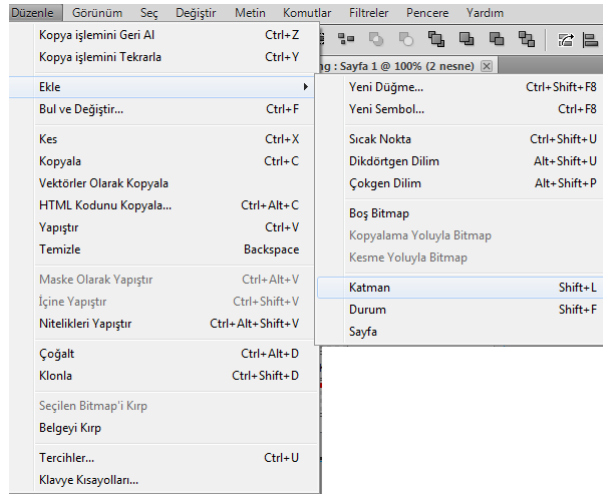 Düzenle Görünüm Seç Değiştir Metin Komutlar Filtreler Pencere Yardım
Kopya işlemini Geri Al Ctrl+Z
Kopya işlemini Tekrarla Ctrl+Y
Ekle
Bul ve Değiştir... Ctrl+F
Kes Ctrl+X
Kopyala Ctrl+C
Vektörler Olarak Kopyala
HTML Kodunu Kopyala... Ctrl+Alt+C
Yapıştır Ctrl+V
Temizle Backspace
Maske Olarak Yapıştır Ctrl+Alt+V
İçine Yapıştır Ctrl+Shift+V
Nitelikleri Yapıştır Ctrl+Alt+Shift+V
Çoğalt Ctrl+Alt+D
Klonla Ctrl+Shift+D
Seçilen Bitmap'i Kırp
Belgeyi Kırp
Tercihler... Ctrl+U
Klavye Kısayolları...
ng : Sayfa 1 @ 100% (2 nesne)
Yeni Düğme... Ctrl+Shift+F8
Yeni Sembol... Ctrl+F8
Sıcak Nokta Ctrl+Shift+U
Dikdörtgen Dilim Alt+Shift+U
Çokgen Dilim Alt+Shift+P
Boş Bitmap
Kopyalama Yoluyla Bitmap
Kesme Yoluyla Bitmap
Katman Shift+L
Durum Shift+F
Sayfa